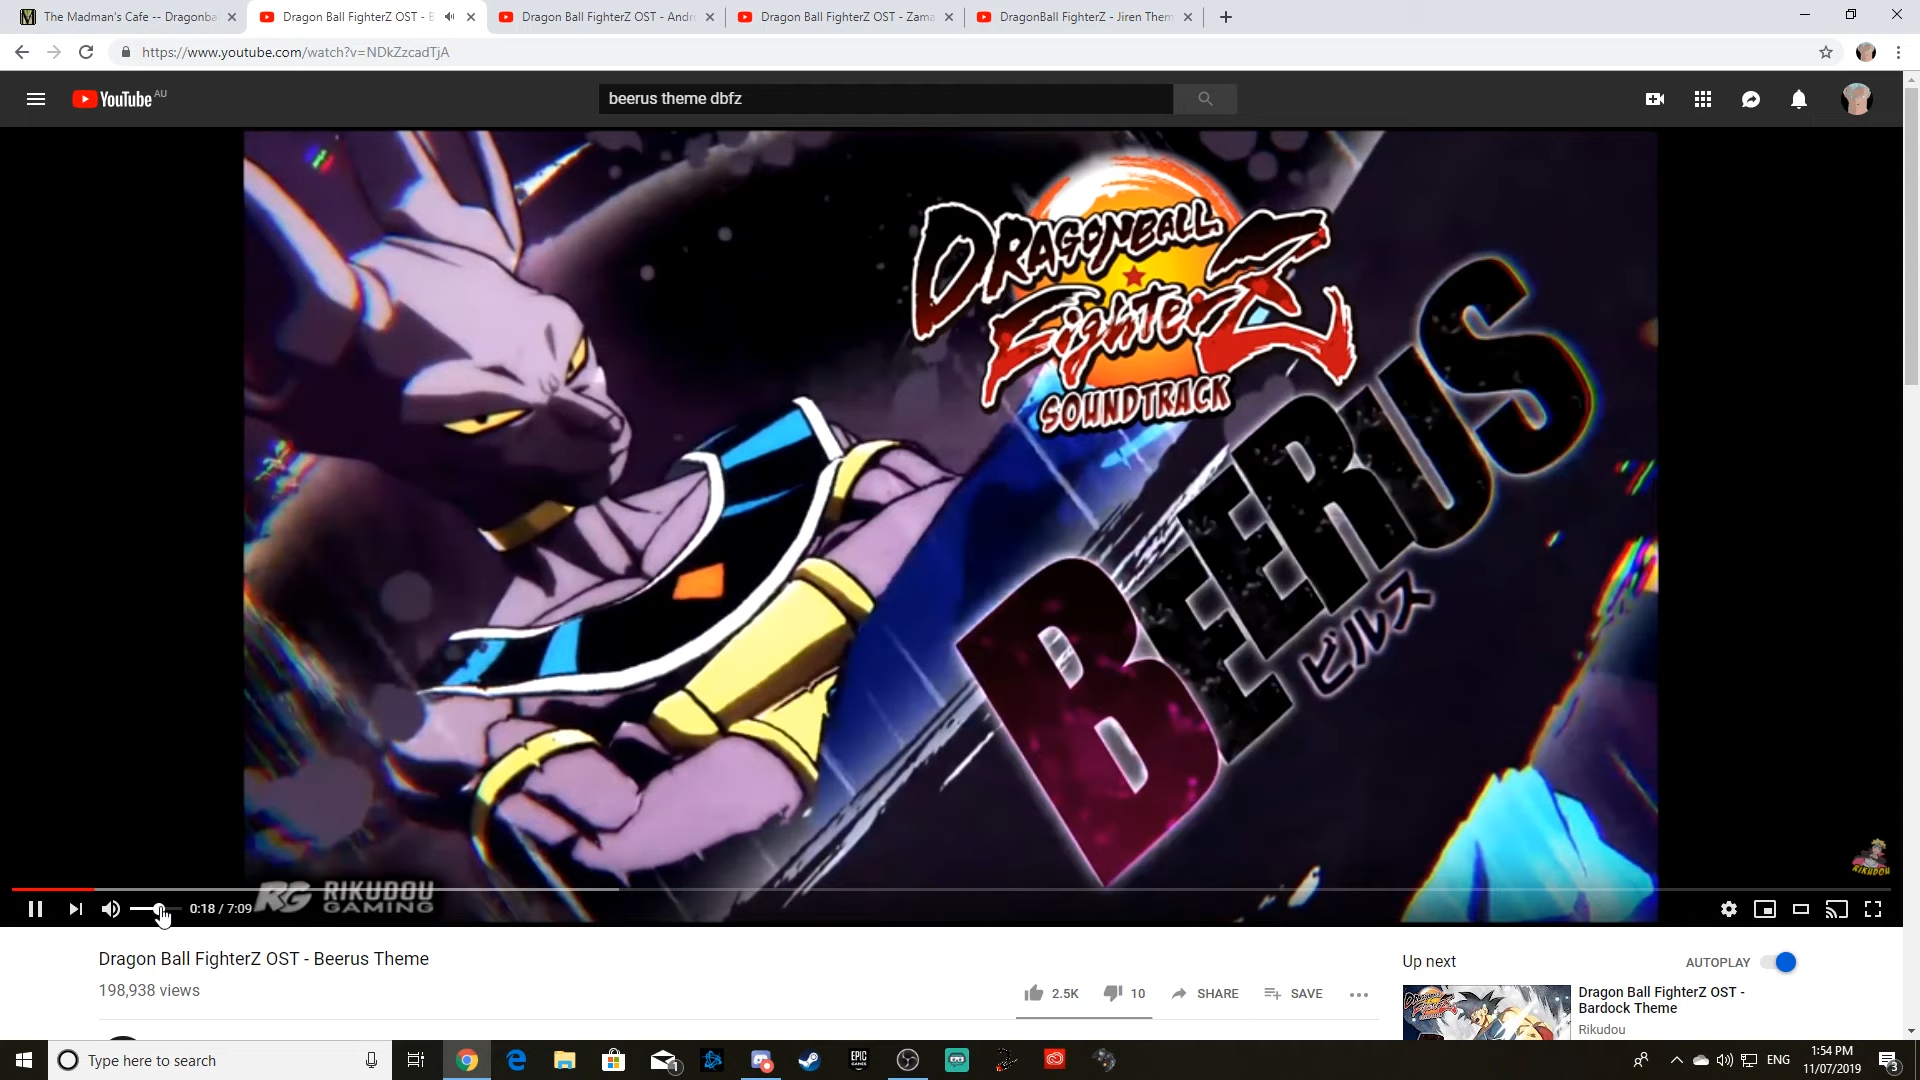 The Madman's Cafe -- Dragonba
Dragon Ball FighterZ OST - B
Dragon Ball FighterZ OST - Andr
Dragon Ball FighterZ OST - Zama
DragonBall FighterZ - Jiren Them
https://www.youtube.com/watch?v=NDkZzcadTjA
YouTube AU
beerus theme dbfz
DRAGONBALL
FighterZ
SOUNDTRACK
BEERUS
ビルス
RG RIKUDOU
GAMING
RIKUDOU
0:18 / 7:09
Dragon Ball FighterZ OST - Beerus Theme
198,938 views
2.5K
10
SHARE
SAVE
Up next
AUTOPLAY
Dragon Ball FighterZ OST -
Bardock Theme
Rikudou
Type here to search
1
EPIC
GAMES
ENG
1:54 PM
11/07/2019
3